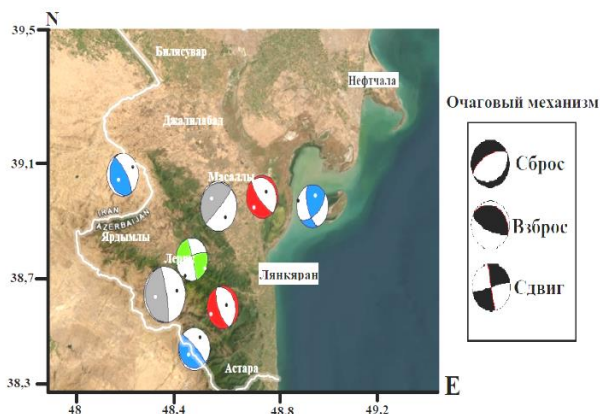 N
39,5
Билясувар
Нефтчала
Очаговый механизм
Джалилабад
Сброс
39,1
Масаллы
IRAN
AZERBAIJAN
Взброс
Ярдымлы
38,7
Лянкяран
Сдвиг
Астара
38,3
E
48
48,4
48,8
49,2